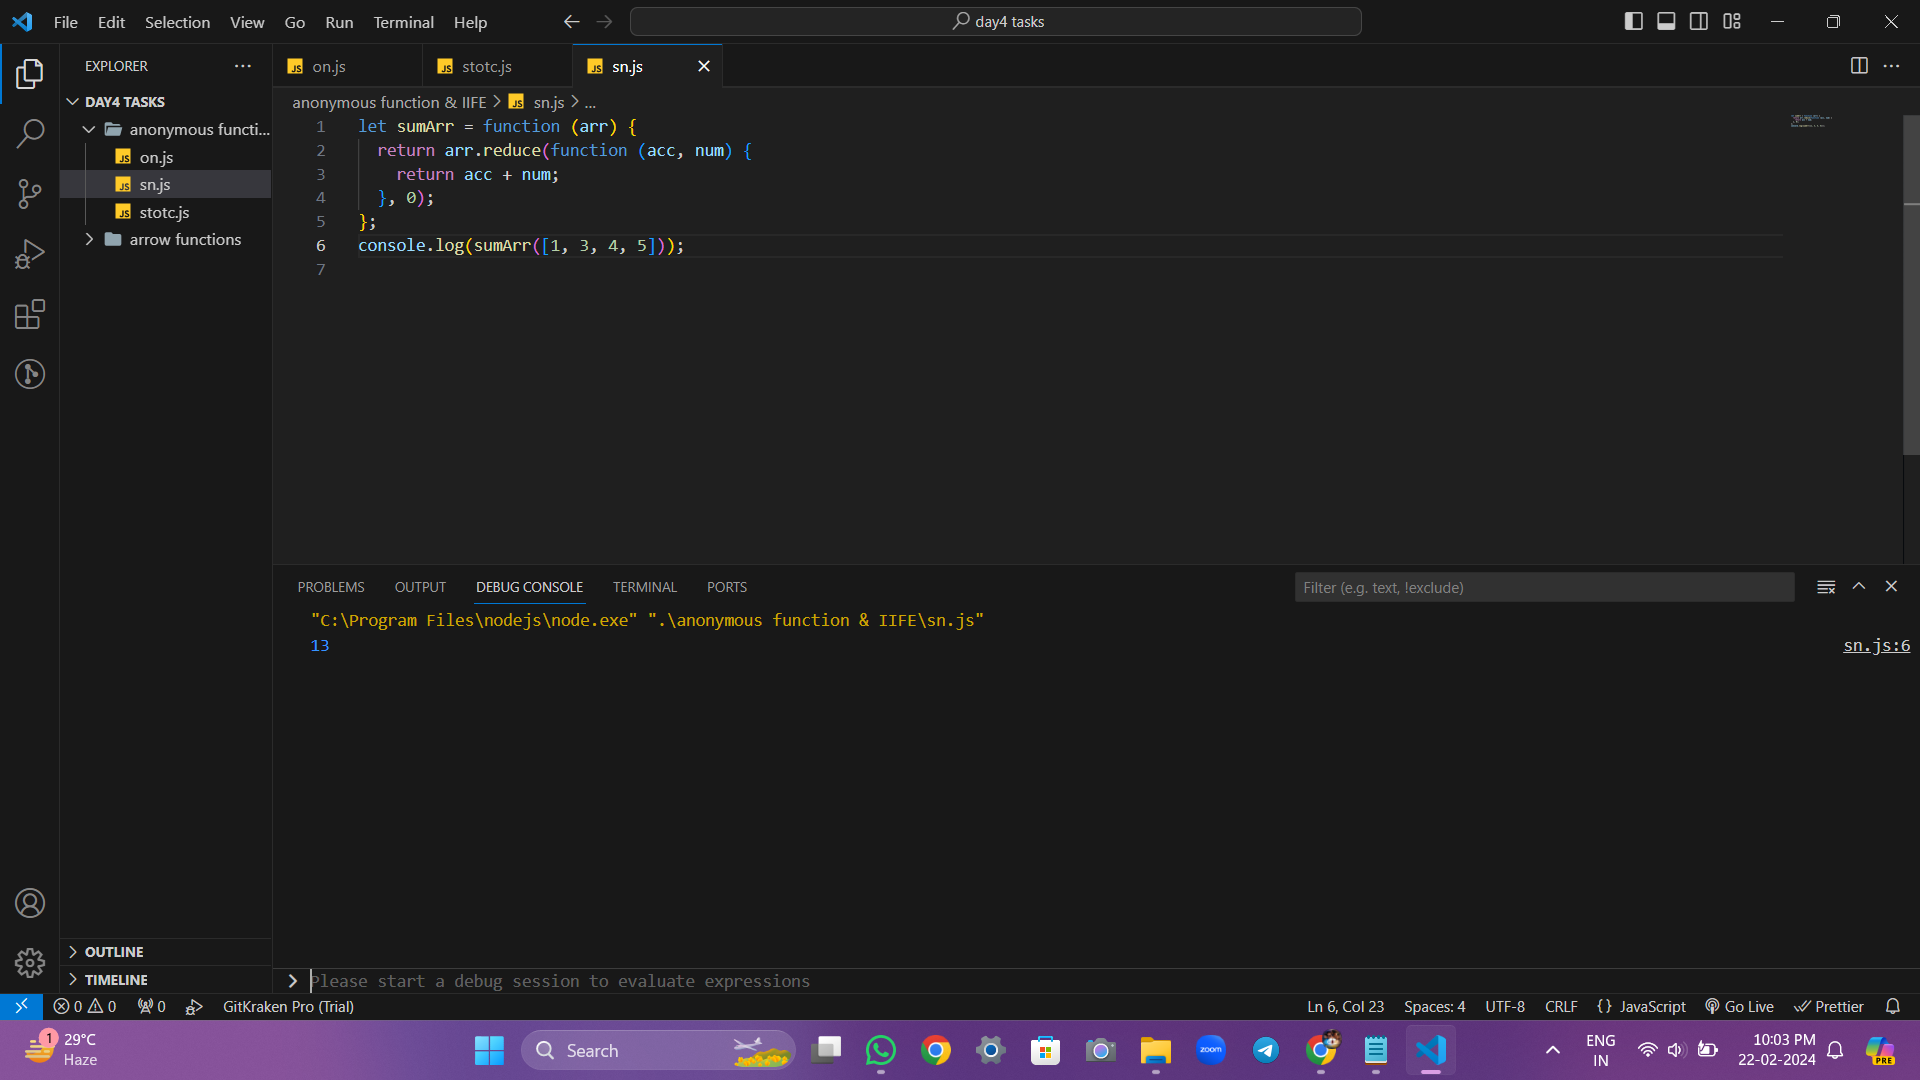 File Edit Selection View Go Run Terminal Help
day4 tasks
EXPLORER
DAY4 TASKS
anonymous functi...
on.js
sn.js
stotc.js
arrow functions
OUTLINE
TIMELINE
on.js stotc.js sn.js
anonymous function & IIFE > sn.js > ...
1 let sumArr = function (arr) {
2 return arr.reduce(function (acc, num) {
3 return acc + num;
4 }, 0);
5 };
6 console.log(sumArr([1, 3, 4, 5]));
7
PROBLEMS OUTPUT DEBUG CONSOLE TERMINAL PORTS
Filter (e.g. text, !exclude)
"C:\Program Files\nodejs\node.exe" ".\anonymous function & IIFE\sn.js"
13 sn.js:6
Please start a debug session to evaluate expressions
0 0 0 GitKraken Pro (Trial) Ln 6, Col 23 Spaces: 4 UTF-8 CRLF {} JavaScript Go Live Prettier
1
29°C
Haze
Search
zoom
ENG
IN
10:03 PM
22-02-2024
PRE